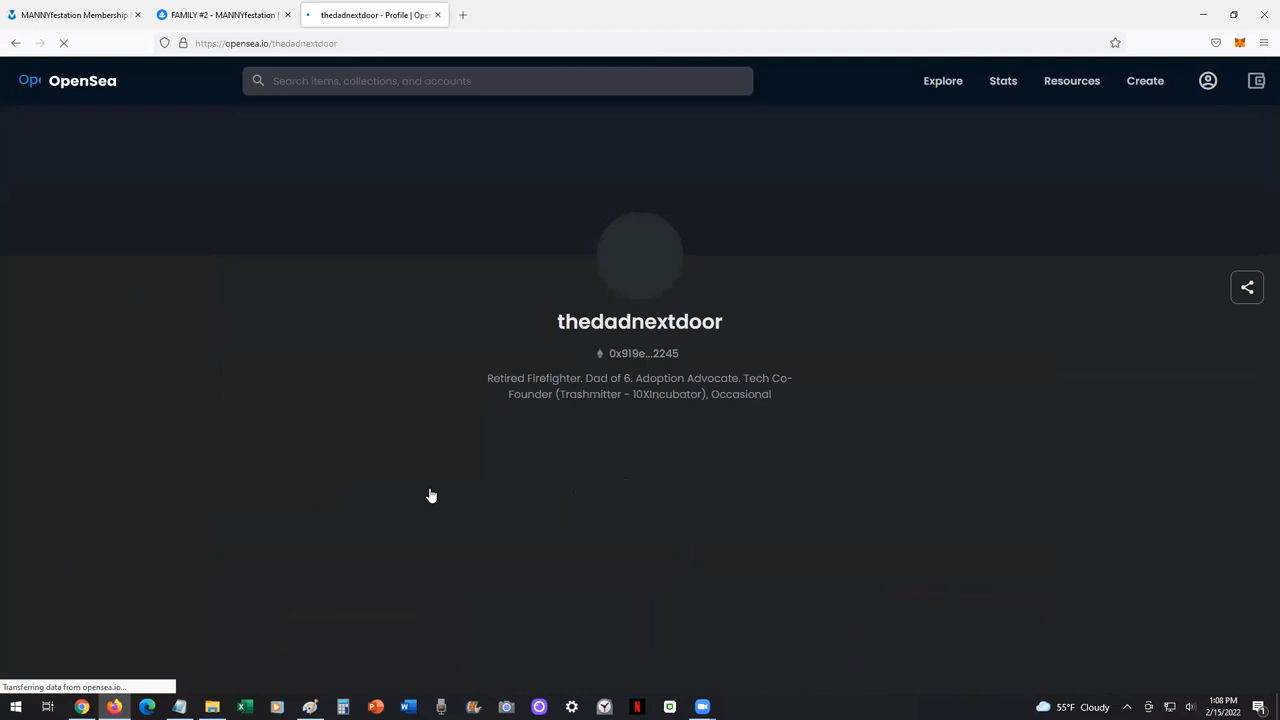 MANNYfestation Membership
FAMILY #2 - MANNYfestation |
thedadnextdoor - Profile | Oper
https://opensea.io/thedadnextdoor
OpenSea
Search items, collections, and accounts
Explore
Stats
Resources
Create
thedadnextdoor
0x919e...2245
Retired Firefighter. Dad of 6. Adoption Advocate. Tech Co-
Founder (Trashmitter - 10XIncubator), Occasional
Transferring data from opensea.io...
55°F Cloudy
1:08 PM
2/15/2022